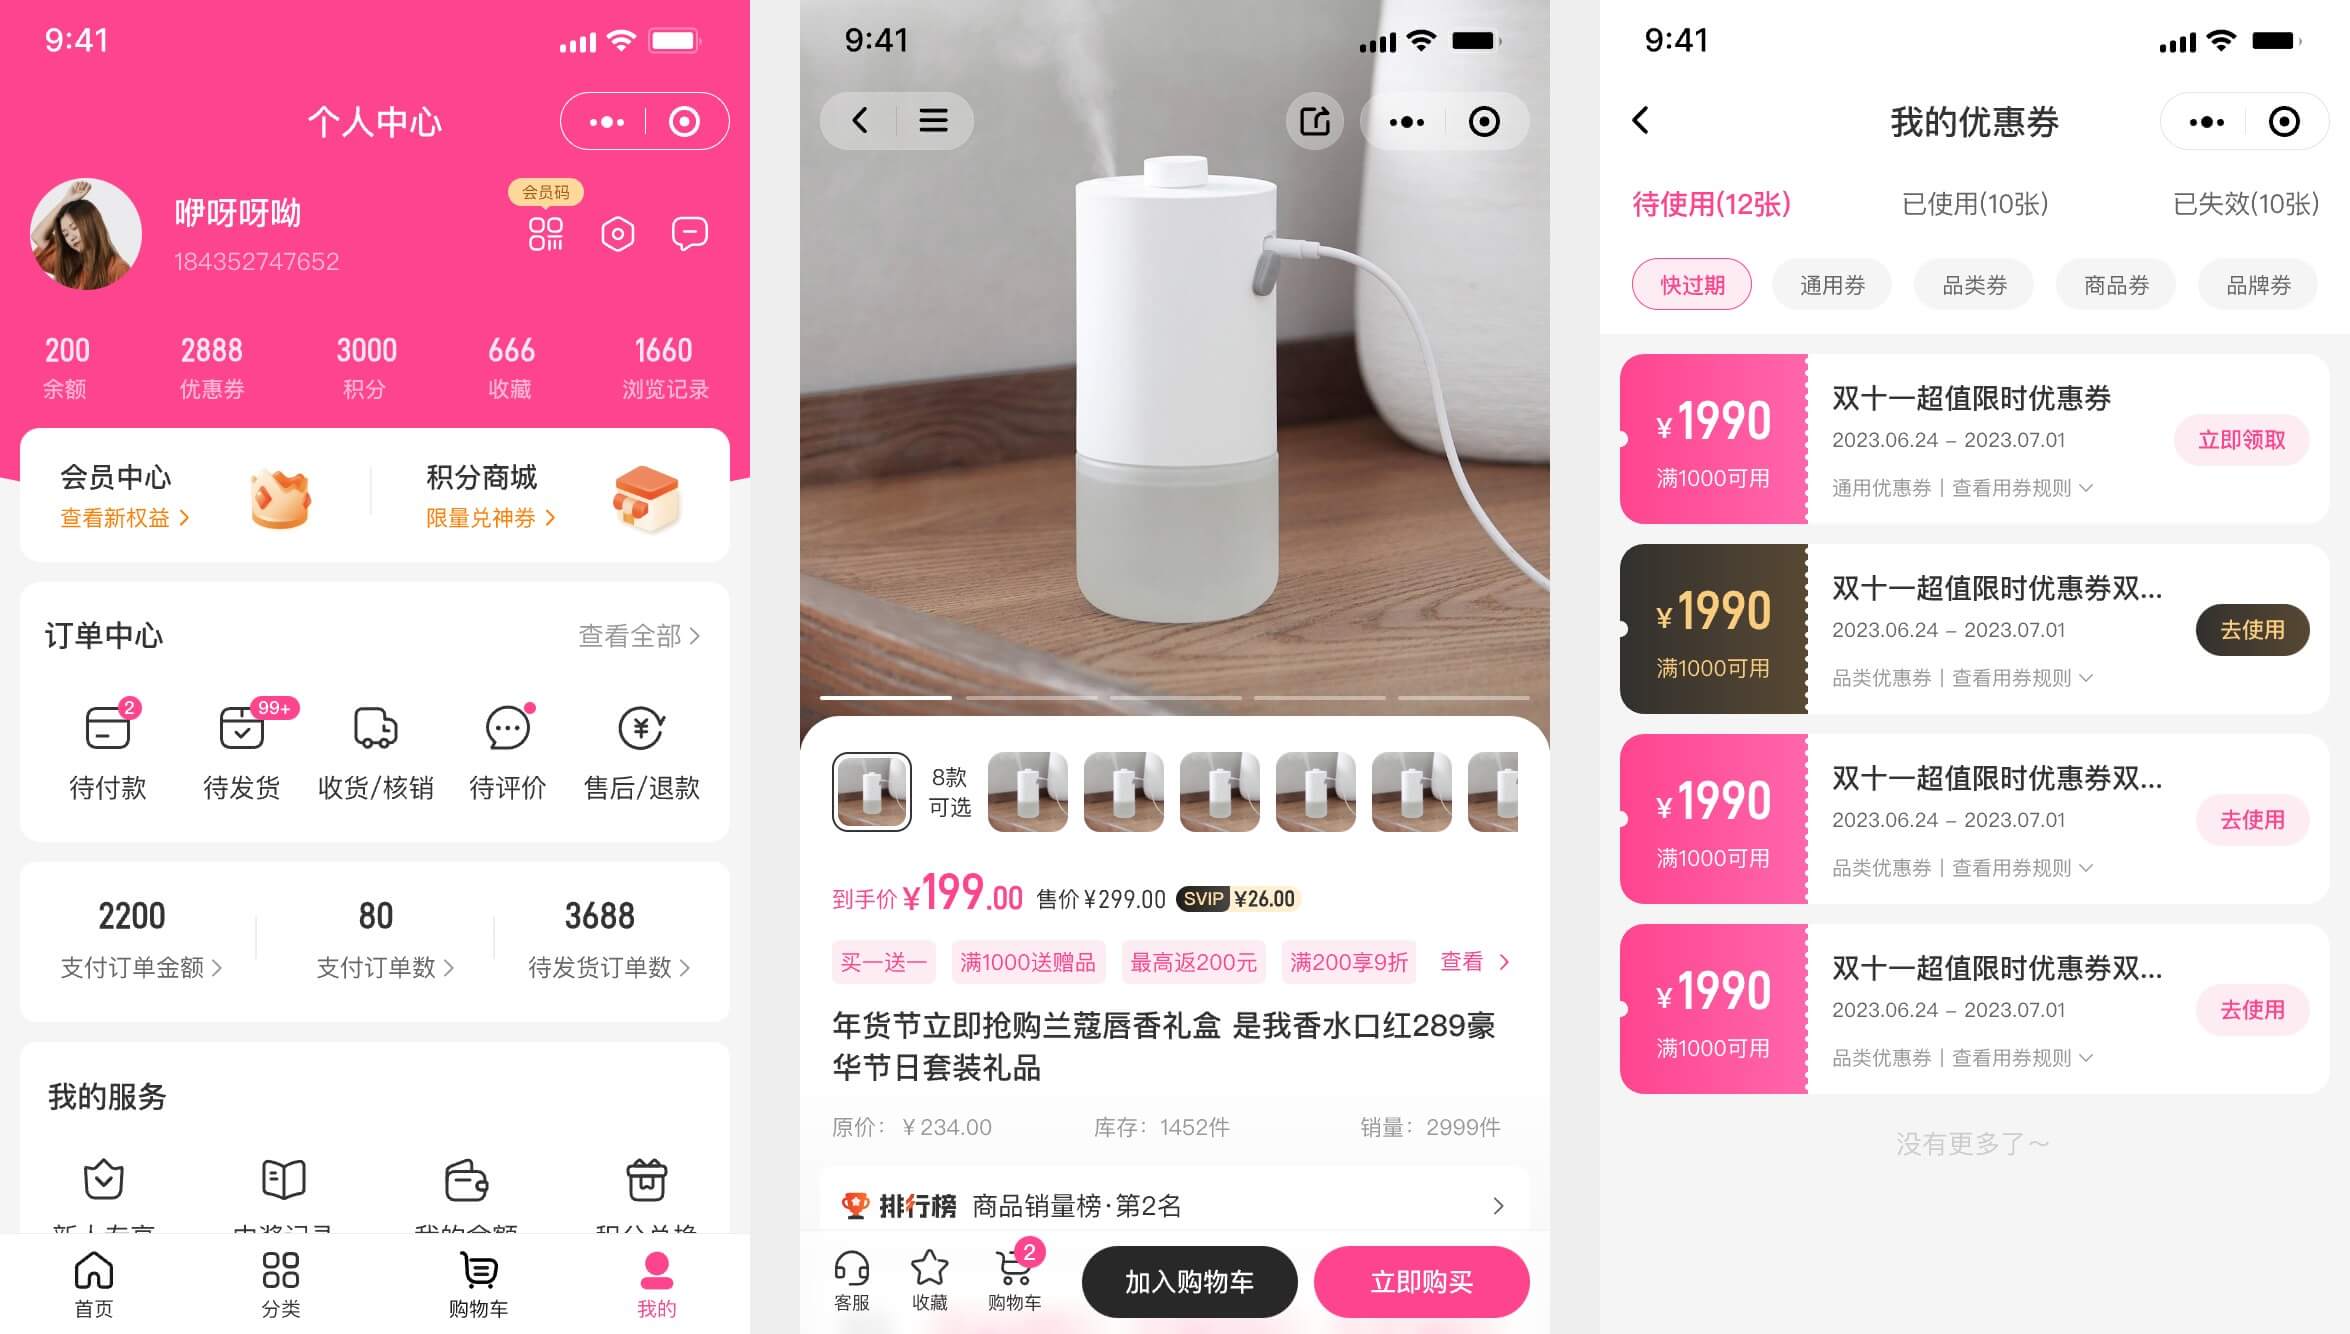 9:41
个人中心
会员码
咿呀呀呦
184352747652
200 2888 3000 666 1660
余额 优惠券 积分 收藏 浏览记录
会员中心 积分商城
查看新权益 限量兑神券
订单中心 查看全部
2 99+
待付款 待发货 收货/核销 待评价 售后/退款
2200 80 3688
支付订单金额 支付订单数 待发货订单数
我的服务
新人专享 中奖记录 我的余额 积分兑换
首页 分类 购物车 我的
9:41
8款
可选
到手价 ¥199.00 售价 ¥299.00 SVIP ¥26.00
买一送一 满1000送赠品 最高返200元 满200享9折 查看
年货节立即抢购兰蔻唇香礼盒 是我香水口红289豪
华节日套装礼品
原价：¥234.00 库存：1452件 销量：2999件
排行榜 商品销量榜·第2名
2
客服 收藏 购物车 加入购物车 立即购买
9:41
我的优惠券
待使用(12张) 已使用(10张) 已失效(10张)
快过期 通用券 品类券 商品券 品牌券
¥1990
满1000可用
双十一超值限时优惠券
2023.06.24 – 2023.07.01
通用优惠券 | 查看用券规则
立即领取
¥1990
满1000可用
双十一超值限时优惠券双...
2023.06.24 – 2023.07.01
品类优惠券 | 查看用券规则
去使用
¥1990
满1000可用
双十一超值限时优惠券双...
2023.06.24 – 2023.07.01
品类优惠券 | 查看用券规则
去使用
¥1990
满1000可用
双十一超值限时优惠券双...
2023.06.24 – 2023.07.01
品类优惠券 | 查看用券规则
去使用
没有更多了～